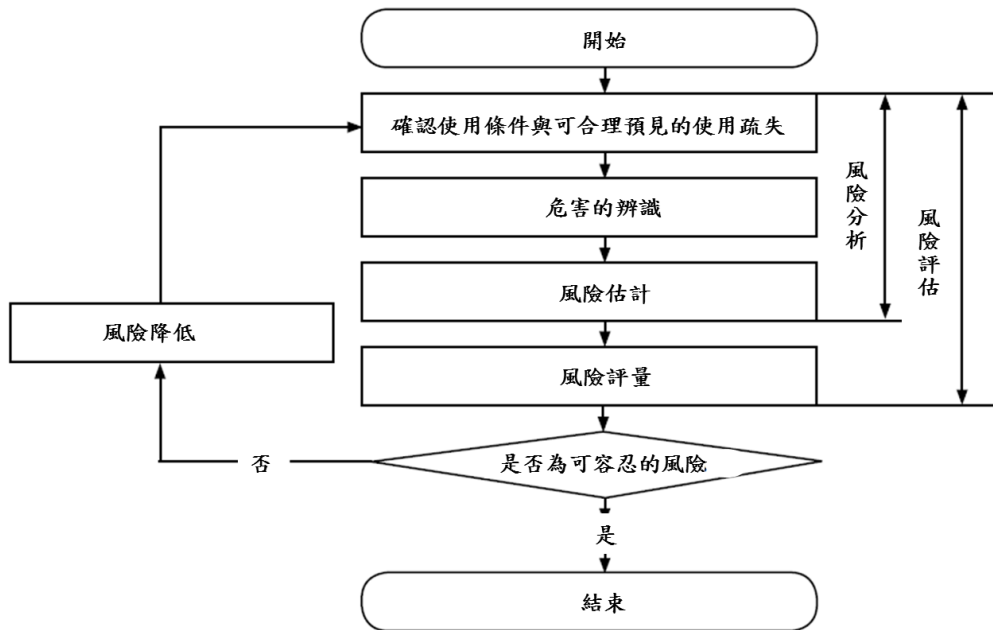 開始
確認使用條件與可合理預見的使用疏失
危害的辨識
風險估計
風險評量
是否為可容忍的風險
否
風險降低
是
結束
風險分析
風險評估